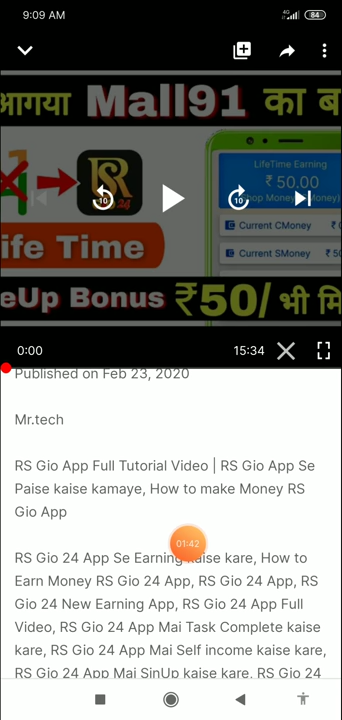 9:09 AM
4G
84
आगया Mall91 का ब
RS
24
LifeTime Earning
₹ 50.00
10
10
Current CMoney
ife Time
Current SMoney
eUp Bonus ₹50/ भी मि
0:00
15:34
Published on Feb 23, 2020
Mr.tech
RS Gio App Full Tutorial Video | RS Gio App Se
Paise kaise kamaye, How to make Money RS
Gio App
01:42
RS Gio 24 App Se Earning kaise kare, How to
Earn Money RS Gio 24 App, RS Gio 24 App, RS
Gio 24 New Earning App, RS Gio 24 App Full
Video, RS Gio 24 App Mai Task Complete kaise
kare, RS Gio 24 App Mai Self income kaise kare,
RS Gio 24 App Mai SinUp kaise kare, RS Gio 24